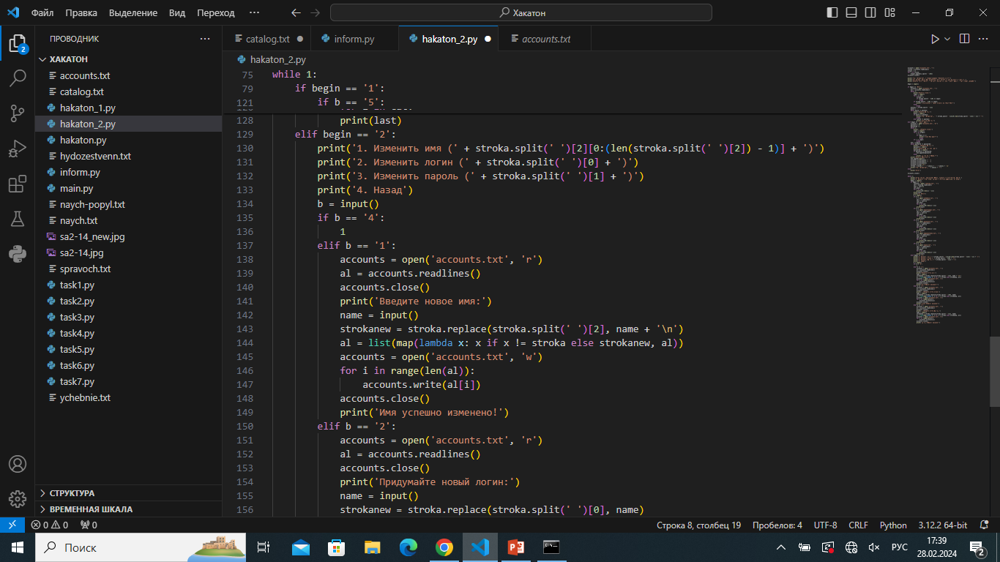 Файл Правка Выделение Вид Переход ··· Хакатон
ПРОВОДНИК ···
catalog.txt inform.py hakaton_2.py accounts.txt
ХАКАТОН
accounts.txt
catalog.txt
hakaton_1.py
hakaton_2.py
hakaton.py
hydozestvenn.txt
inform.py
main.py
naych-popyl.txt
naych.txt
sa2-14_new.jpg
sa2-14.jpg
spravoch.txt
task1.py
task2.py
task3.py
task4.py
task5.py
task6.py
task7.py
ychebnie.txt
СТРУКТУРА
ВРЕМЕННАЯ ШКАЛА
2
hakaton_2.py
75 while 1:
79 if begin == '1':
121 if b == '5':
128 print(last)
129 elif begin == '2':
130 print('1. Изменить имя (' + stroka.split(' ')[2][0:(len(stroka.split(' ')[2]) - 1)] + ')')
131 print('2. Изменить логин (' + stroka.split(' ')[0] + ')')
132 print('3. Изменить пароль (' + stroka.split(' ')[1] + ')')
133 print('4. Назад')
134 b = input()
135 if b == '4':
136 1
137 elif b == '1':
138 accounts = open('accounts.txt', 'r')
139 al = accounts.readlines()
140 accounts.close()
141 print('Введите новое имя:')
142 name = input()
143 strokanew = stroka.replace(stroka.split(' ')[2], name + '\n')
144 al = list(map(lambda x: x if x != stroka else strokanew, al))
145 accounts = open('accounts.txt', 'w')
146 for i in range(len(al)):
147 accounts.write(al[i])
148 accounts.close()
149 print('Имя успешно изменено!')
150 elif b == '2':
151 accounts = open('accounts.txt', 'r')
152 al = accounts.readlines()
153 accounts.close()
154 print('Придумайте новый логин:')
155 name = input()
156 strokanew = stroka.replace(stroka.split(' ')[0], name)
0 0 0 Строка 8, столбец 19 Пробелов: 4 UTF-8 CRLF Python 3.12.2 64-bit
Поиск РУС 17:39
28.02.2024 2